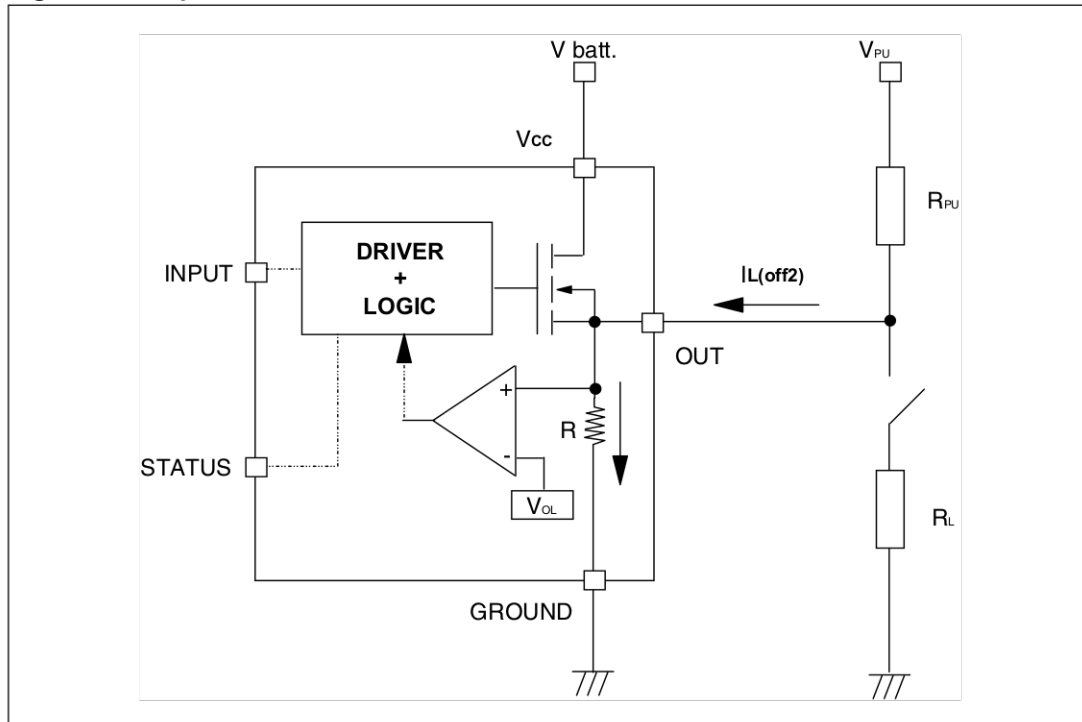 V batt.
VPU
Vcc
RPU
DRIVER
+
LOGIC
INPUT
IL(off2)
OUT
+
R
-
STATUS
VOL
RL
GROUND